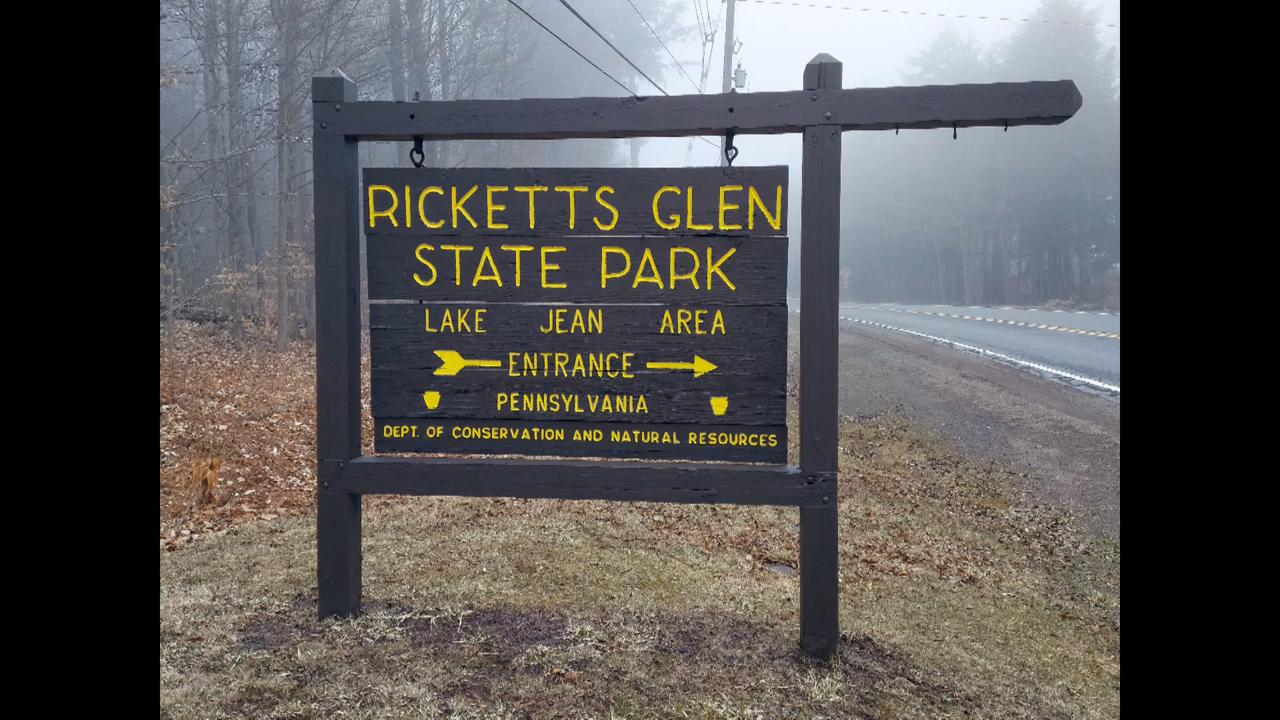 RICKETTS GLEN
STATE PARK
LAKE JEAN AREA
ENTRANCE
PENNSYLVANIA
DEPT. OF CONSERVATION AND NATURAL RESOURCES